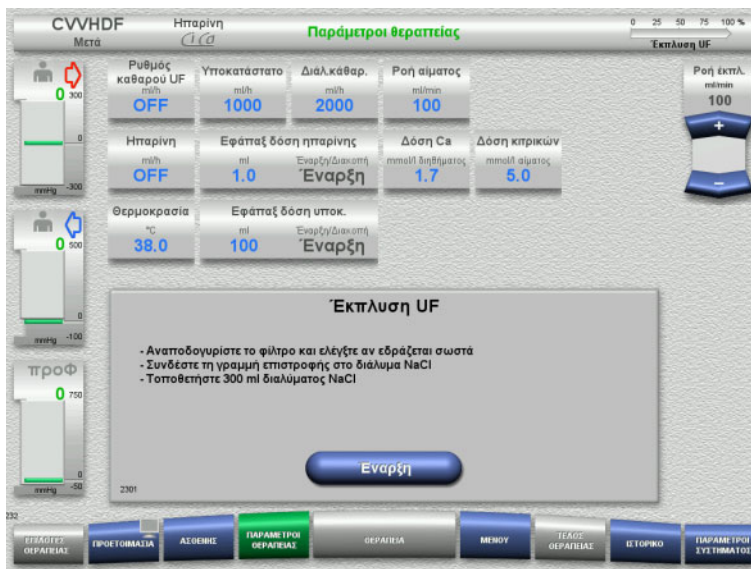 CVVHDF
Μετά
Ηπαρίνη
Παράμετροι θεραπείας
0 25 50 75 100 %
Έκπλυση UF
0 300
0
mmHg -300
Ρυθμός καθαρού UF
ml/h
OFF
Υποκατάστατο
ml/h
1000
Διάλ.κάθαρ.
ml/h
2000
Ροή αίματος
ml/min
100
Ροή έκπλ.
ml/min
100
+
−
Ηπαρίνη
ml/h
OFF
Εφάπαξ δόση ηπαρίνης
ml Έναρξη/Διακοπή
1.0 Έναρξη
Δόση Ca
mmol/l διηθήματος
1.7
Δόση κιτρικών
mmol/l αίματος
5.0
0 500
0
mmHg -100
Θερμοκρασία
°C
38.0
Εφάπαξ δόση υποκ.
ml Έναρξη/Διακοπή
100 Έναρξη
προΦ
0 750
0
mmHg -50
Έκπλυση UF
- Αναποδογυρίστε το φίλτρο και ελέγξτε αν εδράζεται σωστά
- Συνδέστε τη γραμμή επιστροφής στο διάλυμα NaCl
- Τοποθετήστε 300 ml διαλύματος NaCl
Έναρξη
2301
232
ΕΠΙΛΟΓΕΣ ΘΕΡΑΠΕΙΑΣ
ΠΡΟΕΤΟΙΜΑΣΙΑ
ΑΣΘΕΝΗΣ
ΠΑΡΑΜΕΤΡΟΙ ΘΕΡΑΠΕΙΑΣ
ΘΕΡΑΠΕΙΑ
ΜΕΝΟΥ
ΤΕΛΟΣ ΘΕΡΑΠΕΙΑΣ
ΙΣΤΟΡΙΚΟ
ΠΑΡΑΜΕΤΡΟΙ ΣΥΣΤΗΜΑΤΟΣ